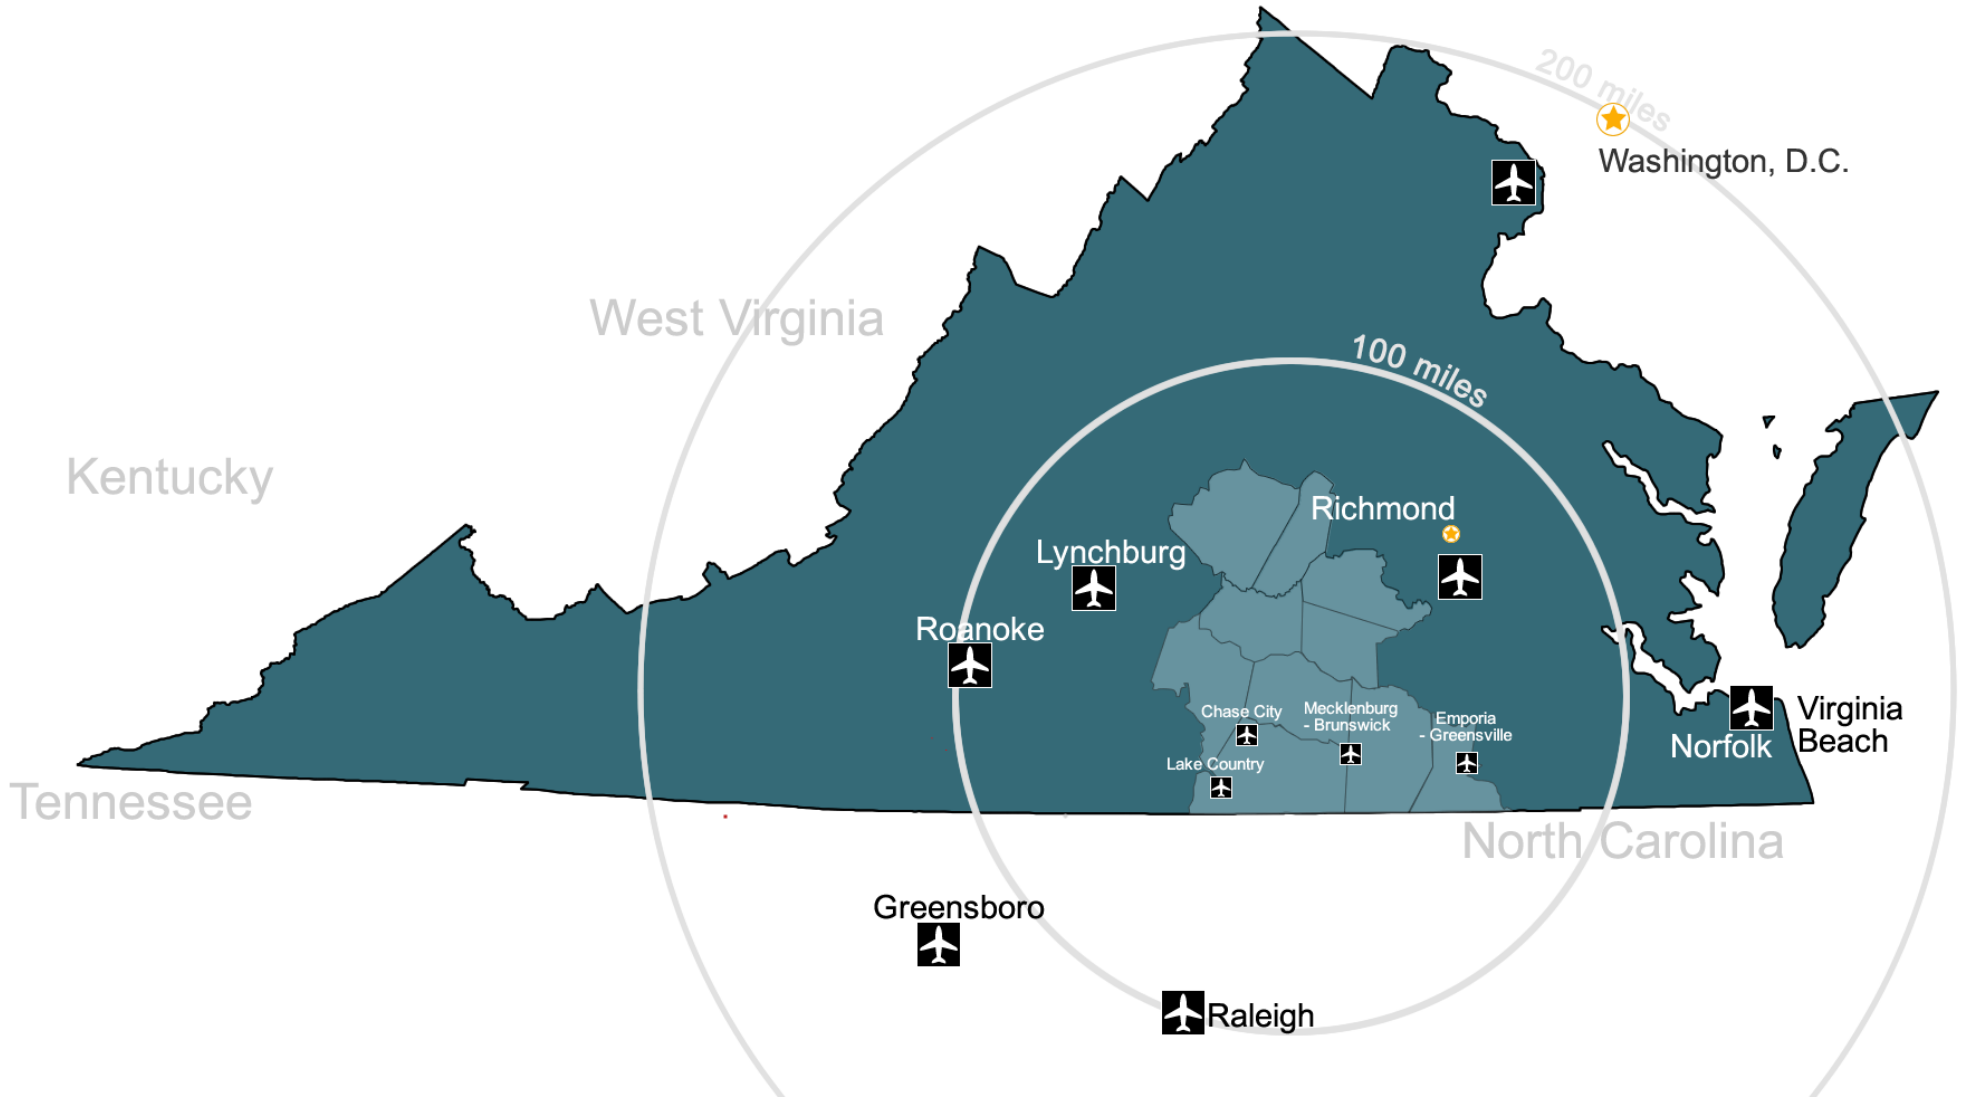 200 miles
Washington, D.C.
West Virginia
100 miles
Kentucky
Richmond
Lynchburg
Roanoke
Chase City
Mecklenburg
- Brunswick
Emporia
- Greensville
Lake Country
Virginia
Beach
Norfolk
Tennessee
North Carolina
Greensboro
Raleigh